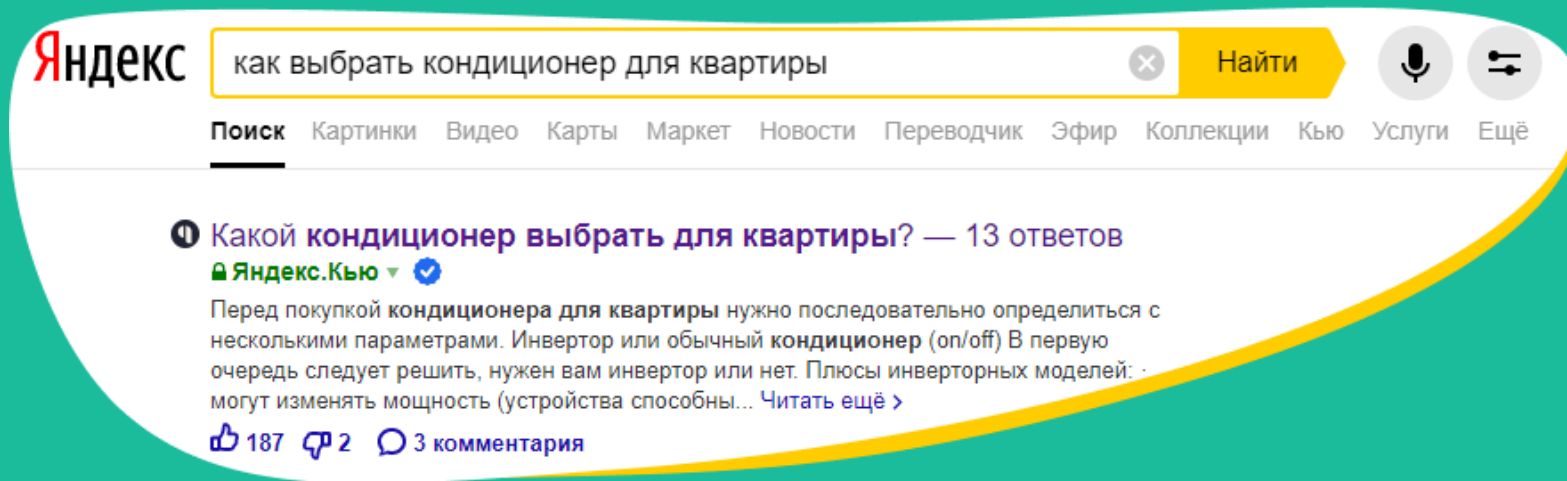 Яндекс
как выбрать кондиционер для квартиры
Найти
Поиск Картинки Видео Карты Маркет Новости Переводчик Эфир Коллекции Кью Услуги Ещё
Какой кондиционер выбрать для квартиры? — 13 ответов
Яндекс.Кью
Перед покупкой кондиционера для квартиры нужно последовательно определиться с
несколькими параметрами. Инвертор или обычный кондиционер (on/off) В первую
очередь следует решить, нужен вам инвертор или нет. Плюсы инверторных моделей: ·
могут изменять мощность (устройства способны... Читать ещё >
187 2 3 комментария